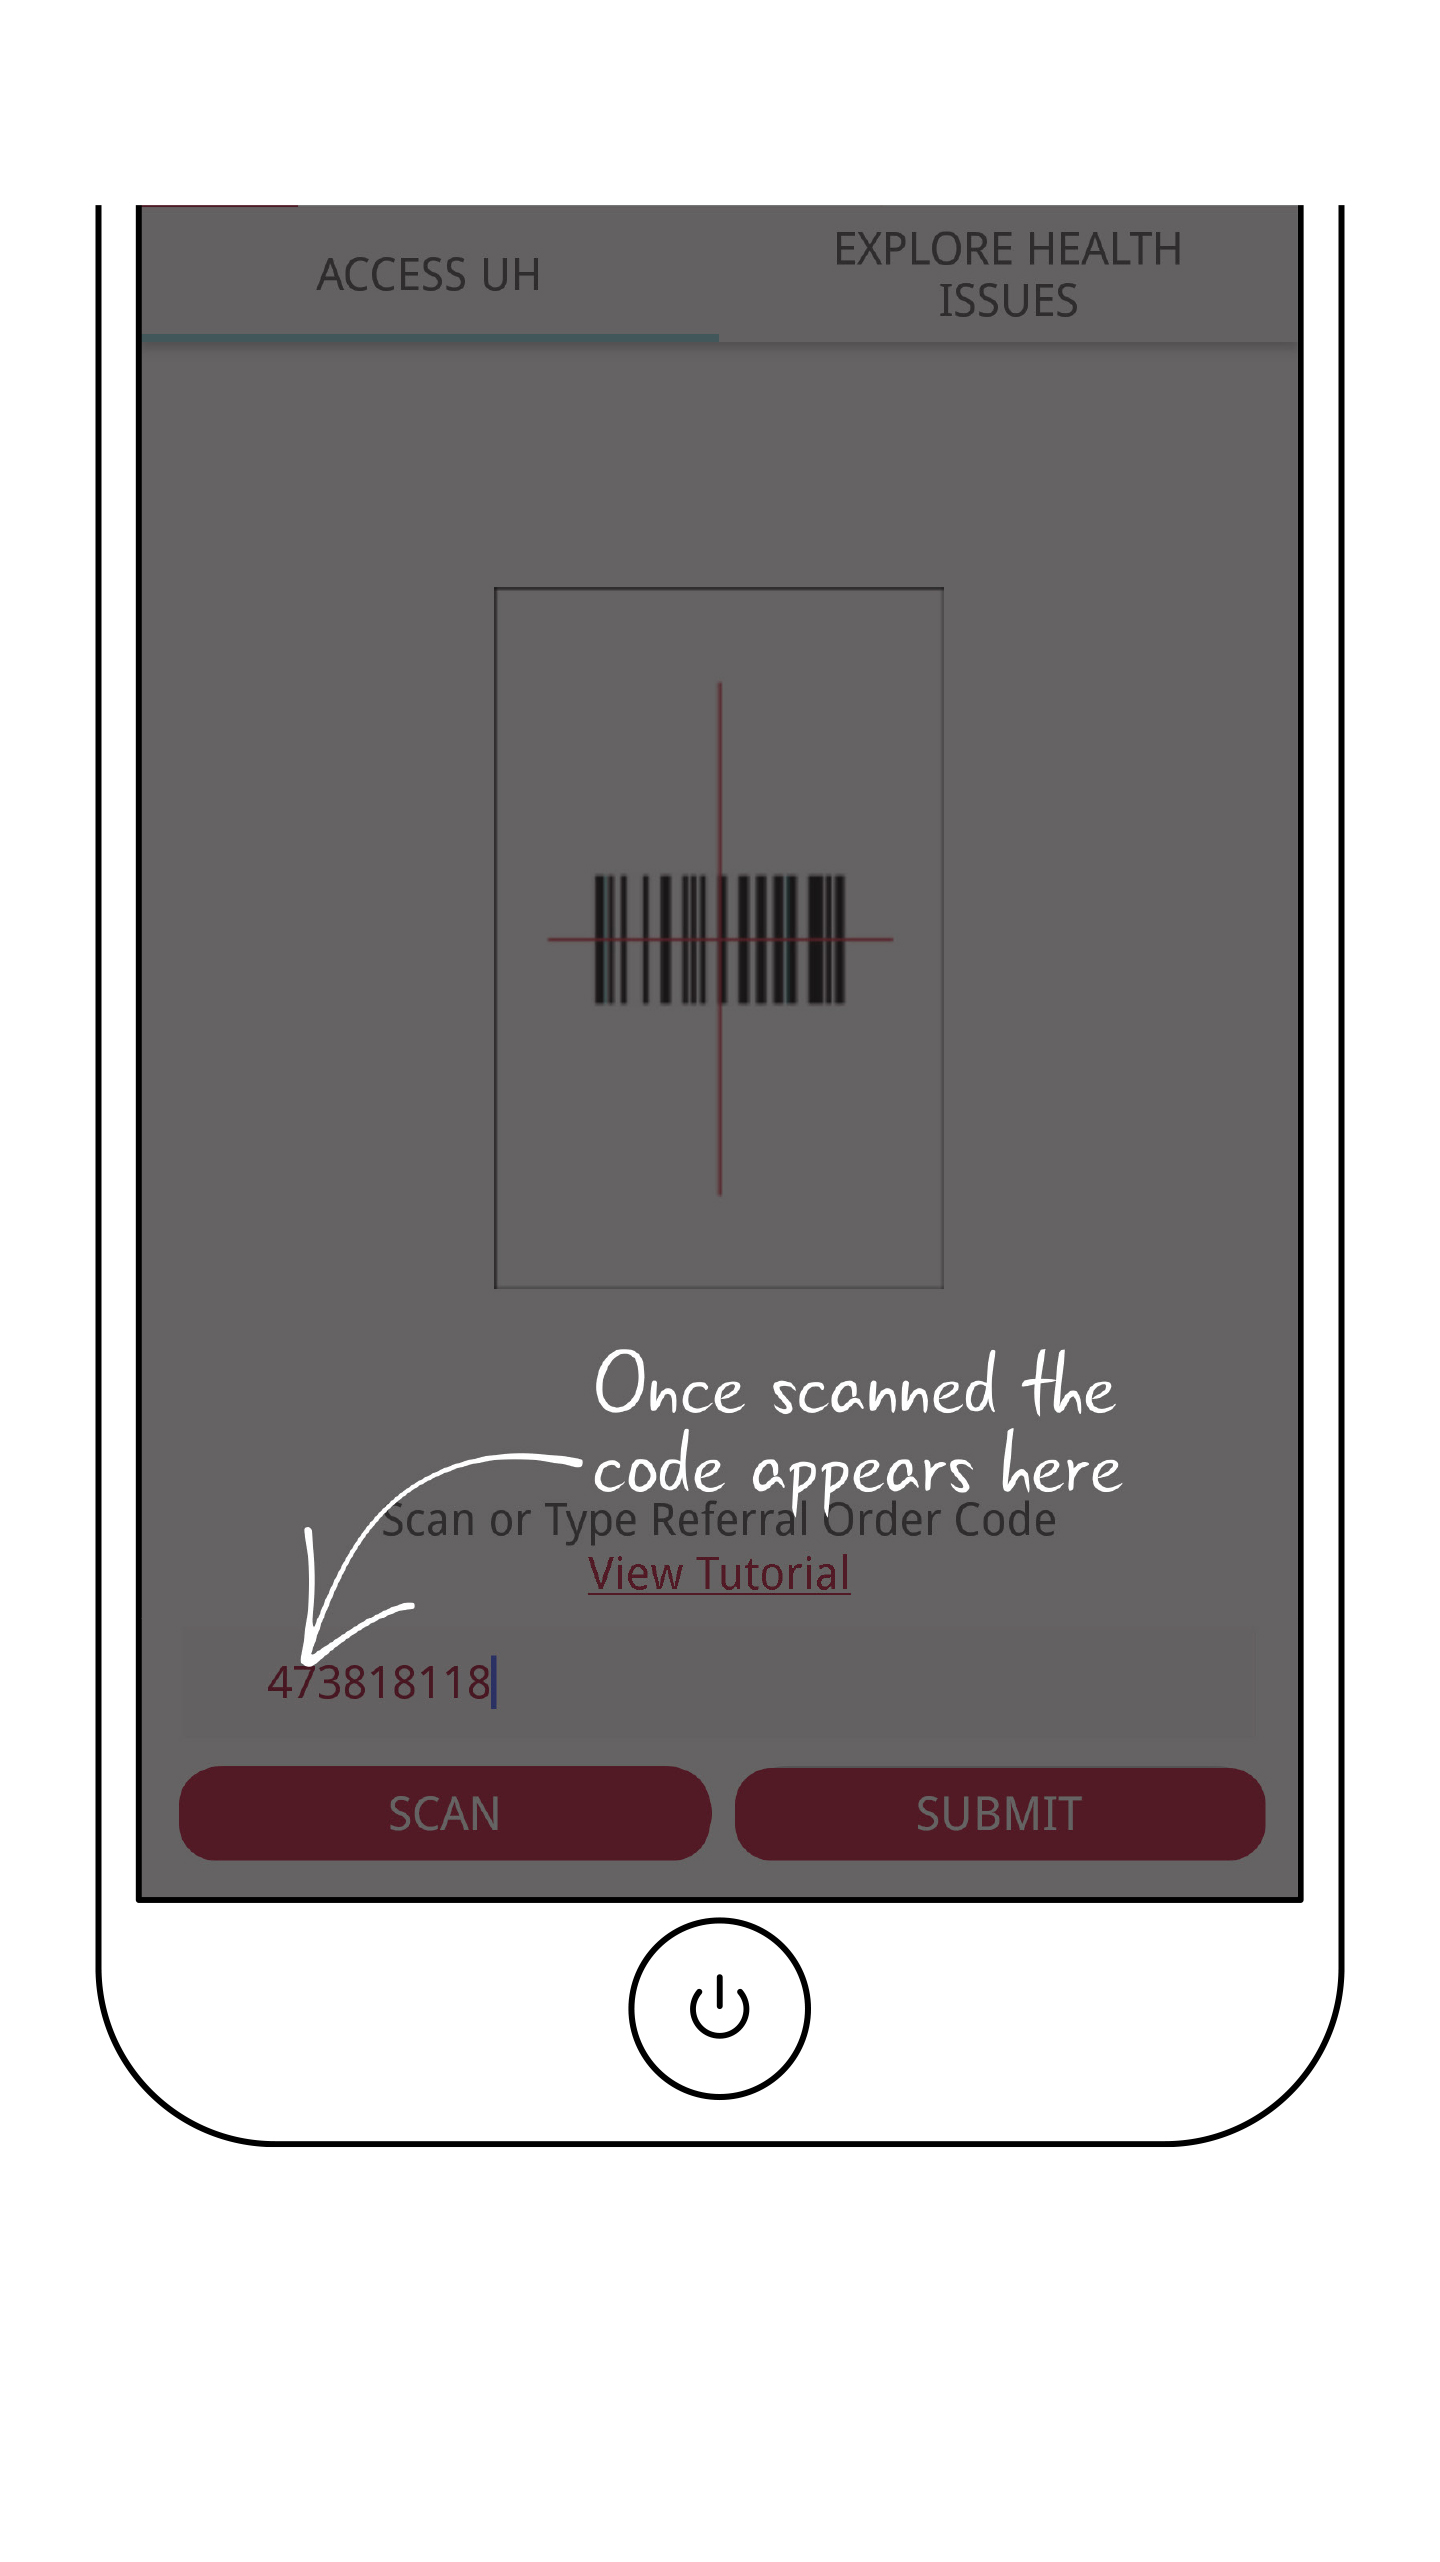 ACCESS UH
EXPLORE HEALTH
ISSUES
Once scanned the
code appears here
Scan or Type Referral Order Code
View Tutorial
473818118
SCAN
SUBMIT